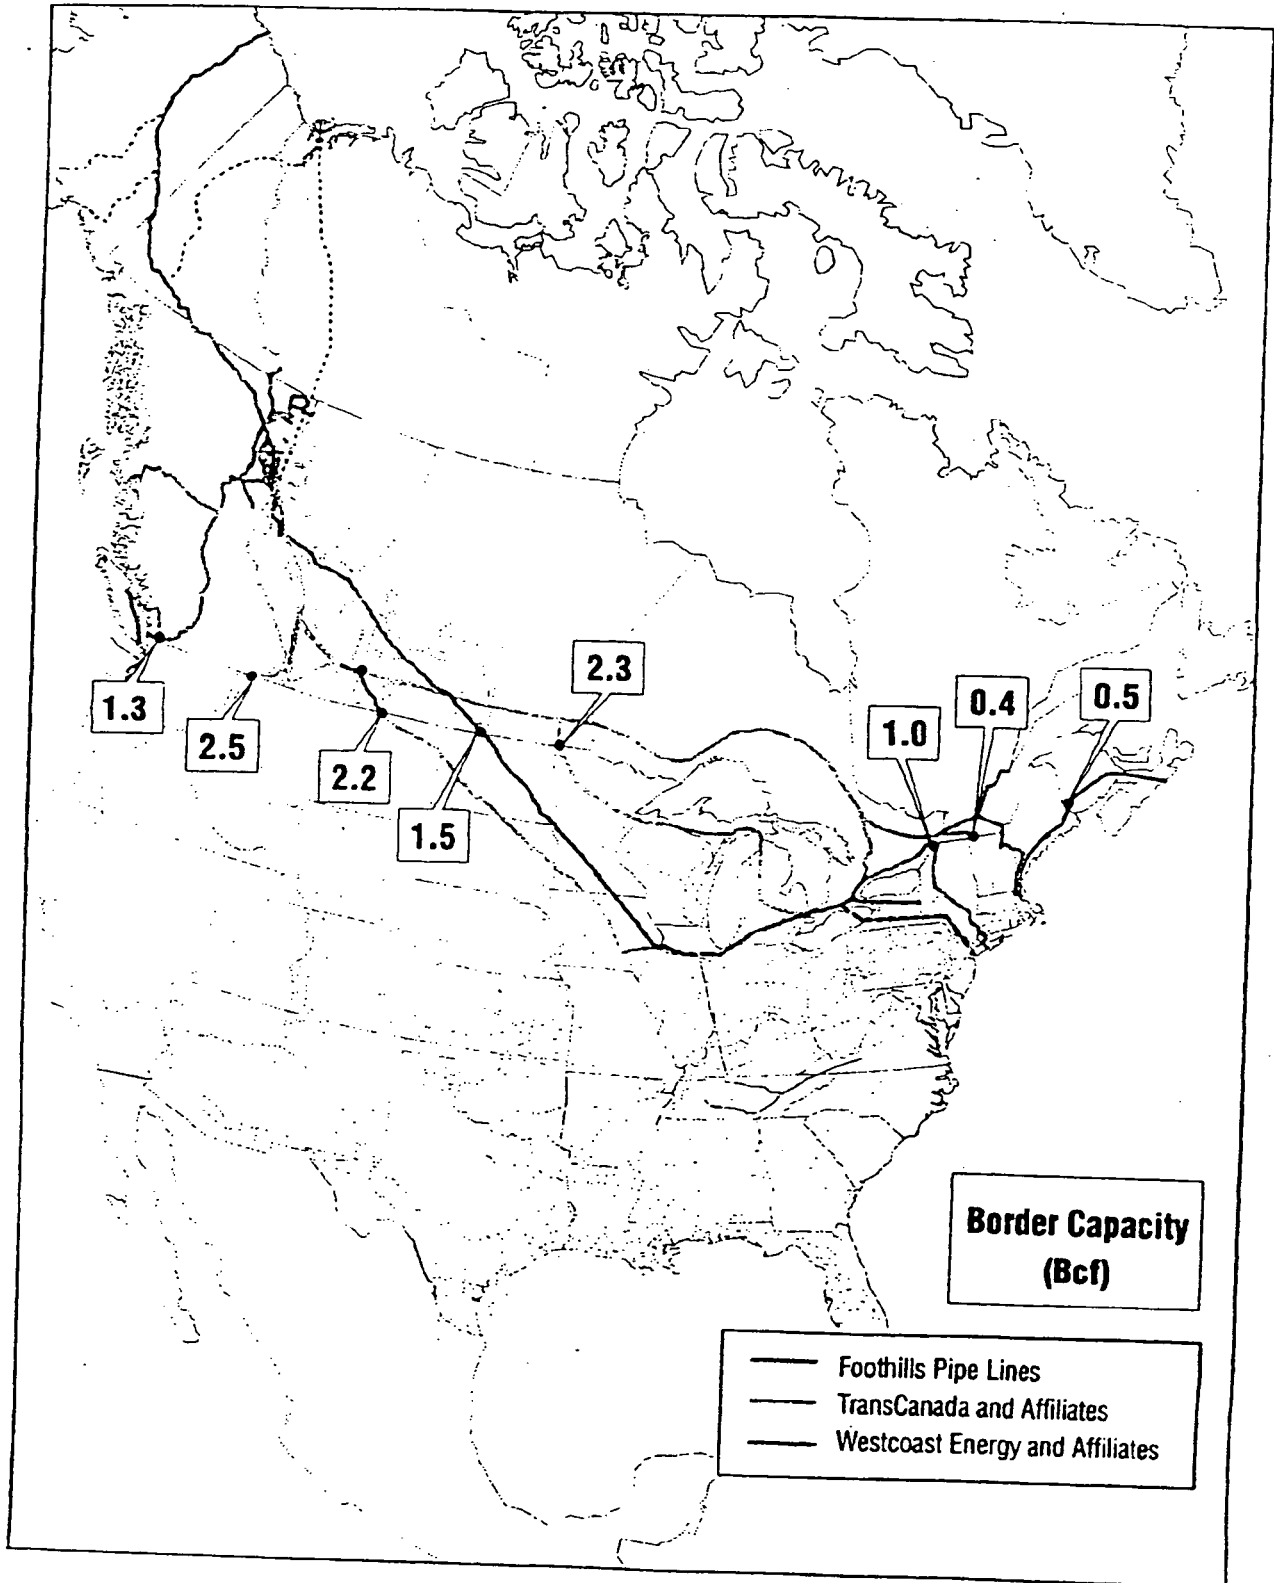 2.3
0.5
0.4
1.3
1.0
2.5
2.2
1.5
Border Capacity
(Bcf)
Foothills Pipe Lines
TransCanada and Affiliates
Westcoast Energy and Affiliates